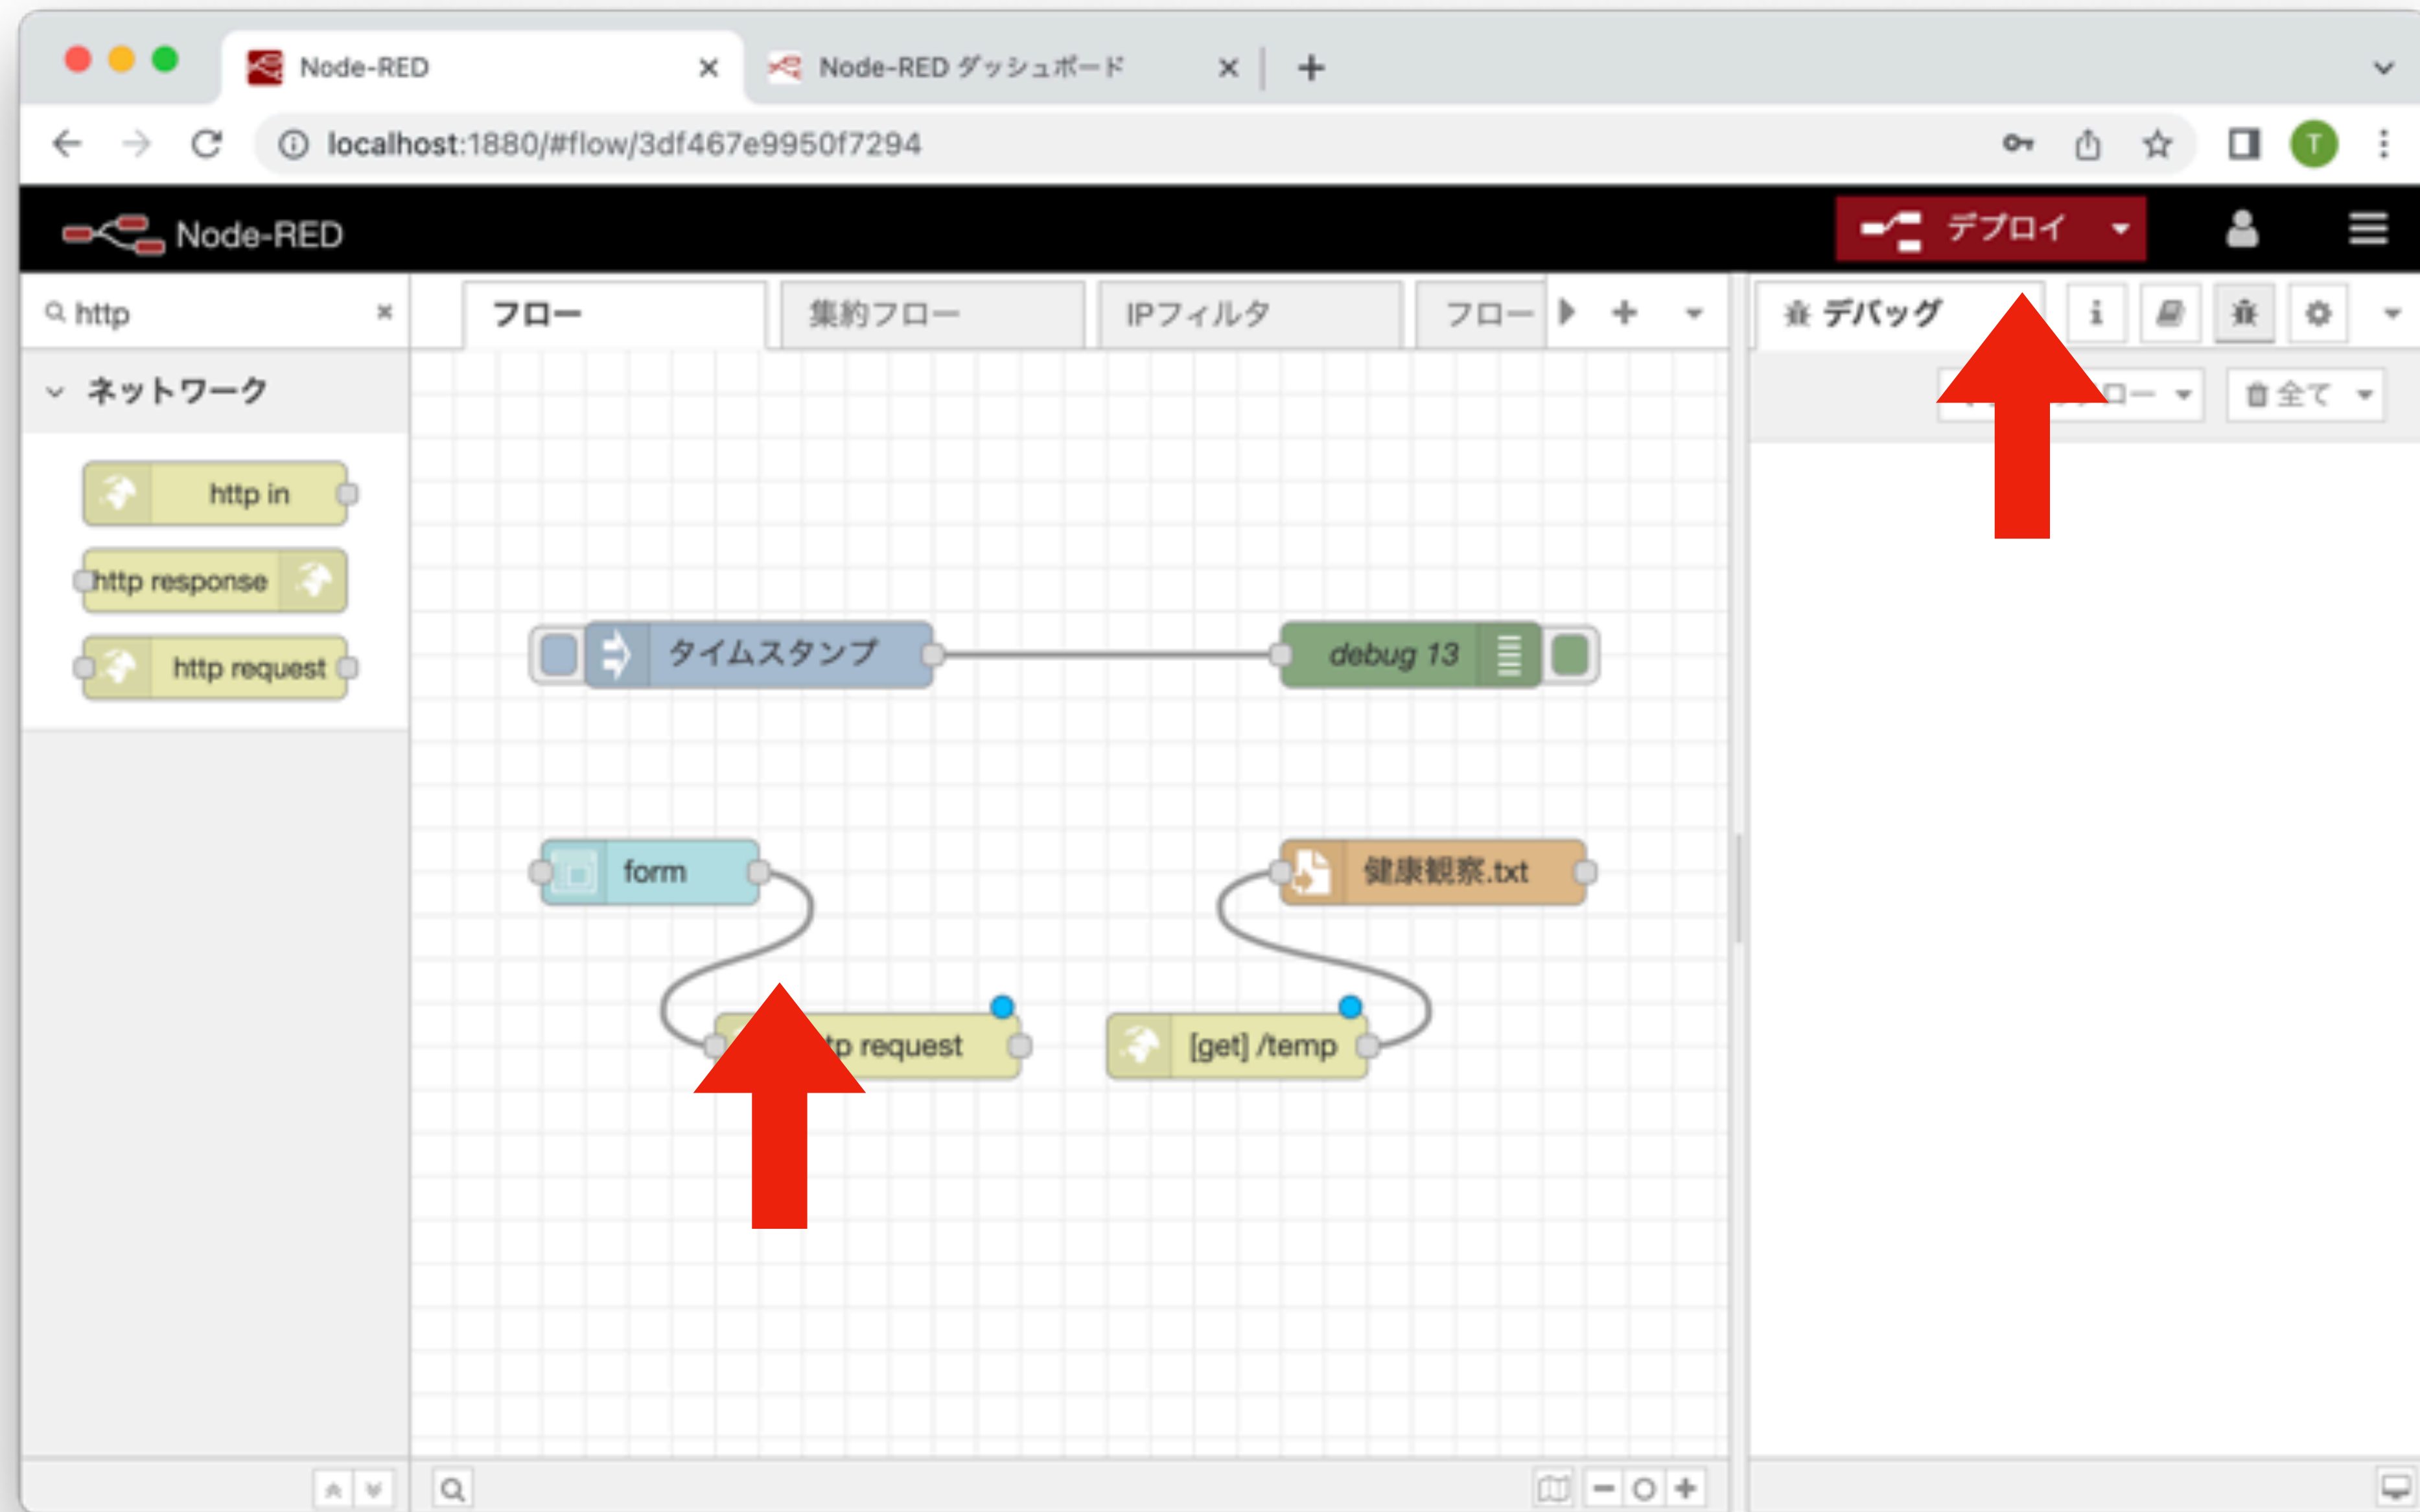 Node-RED
Node-RED ダッシュボード
localhost:1880/#flow/3df467e9950f7294
T
Node-RED
デプロイ
http
フロー
集約フロー
IPフィルタ
フロー
デバッグ
ネットワーク
ロー
全て
http in
http response
http request
タイムスタンプ
debug 13
form
健康観察.txt
tp request
[get] /temp